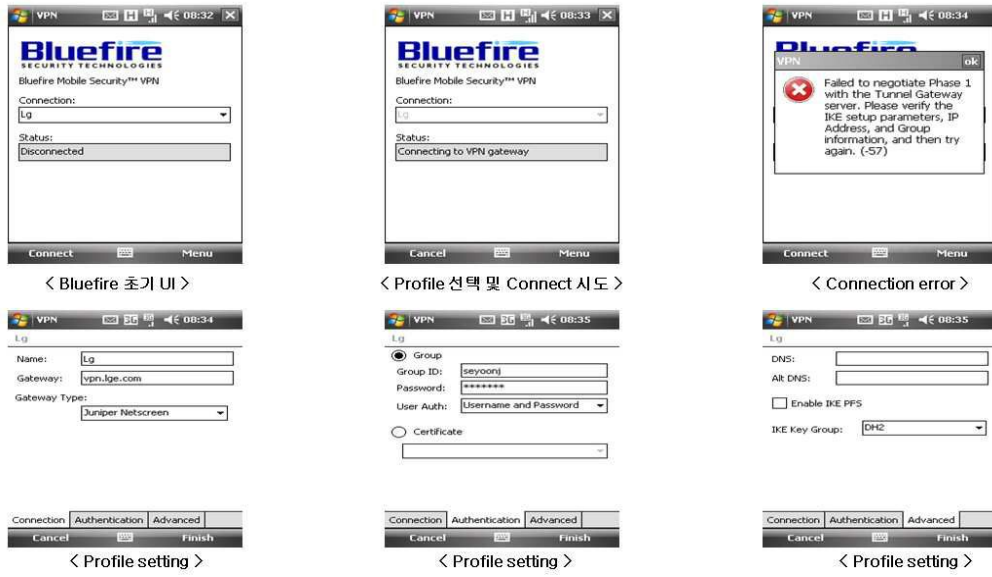 VPN 08:32
Bluefire
SECURITY TECHNOLOGIES
Bluefire Mobile Security™ VPN
Connection:
Lg
Status:
Disconnected
Connect Menu
< Bluefire 초기 UI >
VPN 08:33
Bluefire
SECURITY TECHNOLOGIES
Bluefire Mobile Security™ VPN
Connection:
Lg
Status:
Connecting to VPN gateway
Cancel Menu
< Profile 선택 및 Connect 시도 >
VPN 08:34
Bluefire
VPN ok
Failed to negotiate Phase 1
with the Tunnel Gateway
server. Please verify the
IKE setup parameters, IP
Address, and Group
information, and then try
again. (-57)
Connect Menu
< Connection error >
VPN 3G 08:34
Lg
Name: Lg
Gateway: vpn.lge.com
Gateway Type:
Juniper Netscreen
Connection Authentication Advanced
Cancel Finish
< Profile setting >
VPN 3G 08:35
Lg
Group
Group ID: seyoonj
Password: *******
User Auth: Username and Password
Certificate
Connection Authentication Advanced
Cancel Finish
< Profile setting >
VPN 3G 08:35
Lg
DNS:
Alt DNS:
Enable IKE PFS
IKE Key Group: DH2
Connection Authentication Advanced
Cancel Finish
< Profile setting >